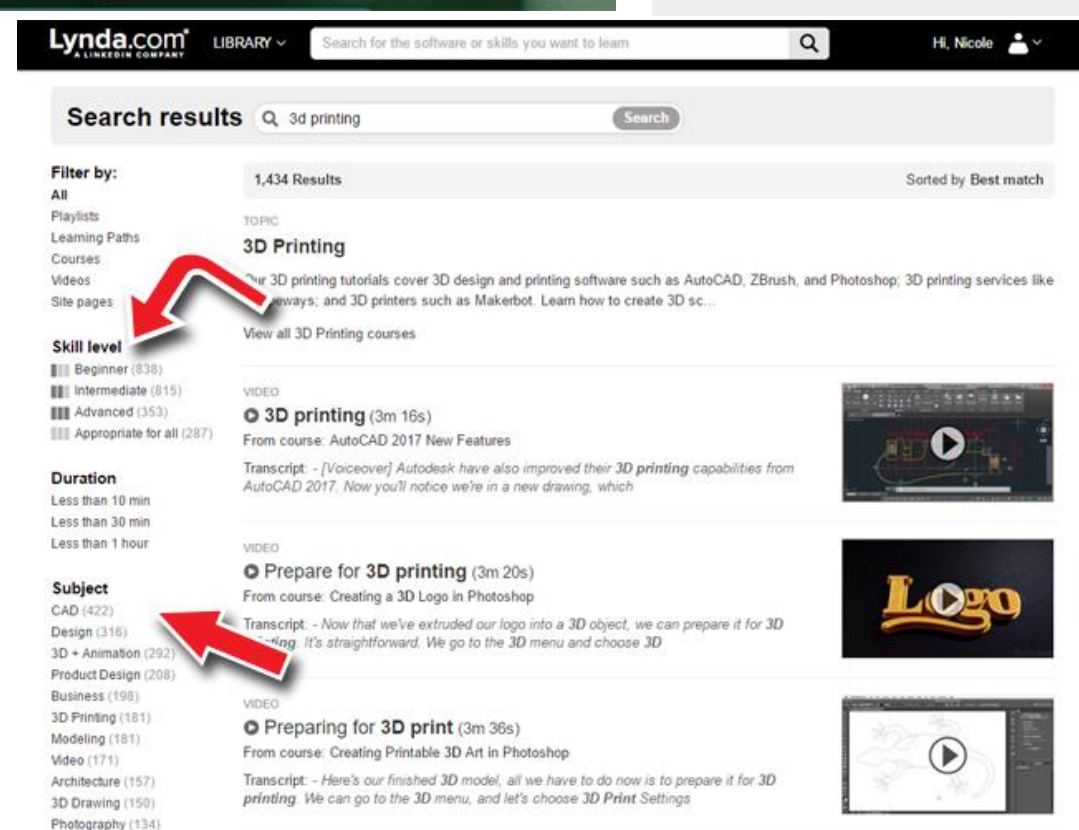 Lynda.com
A LINKEDIN COMPANY
LIBRARY
Search for the software or skills you want to learn
Hi, Nicole
Search results
3d printing
Search
Filter by:
All
Playlists
Learning Paths
Courses
Videos
Site pages
Skill level
Beginner (838)
Intermediate (815)
Advanced (353)
Appropriate for all (287)
Duration
Less than 10 min
Less than 30 min
Less than 1 hour
Subject
CAD (422)
Design (316)
3D + Animation (292)
Product Design (208)
Business (198)
3D Printing (181)
Modeling (181)
Video (171)
Architecture (157)
3D Drawing (150)
Photography (134)
1,434 Results
Sorted by Best match
TOPIC
3D Printing
3D printing tutorials cover 3D design and printing software such as AutoCAD, ZBrush, and Photoshop; 3D printing services like
and 3D printers such as Makerbot. Learn how to create 3D sc...
View all 3D Printing courses
VIDEO
3D printing (3m 16s)
From course: AutoCAD 2017 New Features
Transcript: - [Voiceover] Autodesk have also improved their 3D printing capabilities from
AutoCAD 2017. Now you'll notice we're in a new drawing, which
VIDEO
Prepare for 3D printing (3m 20s)
From course: Creating a 3D Logo in Photoshop
Transcript: - Now that we've extruded our logo into a 3D object, we can prepare it for 3D
It's straightforward. We go to the 3D menu and choose 3D
Logo
VIDEO
Preparing for 3D print (3m 36s)
From course: Creating Printable 3D Art in Photoshop
Transcript: - Here's our finished 3D model, all we have to do now is to prepare it for 3D
printing. We can go to the 3D menu, and let's choose 3D Print Settings